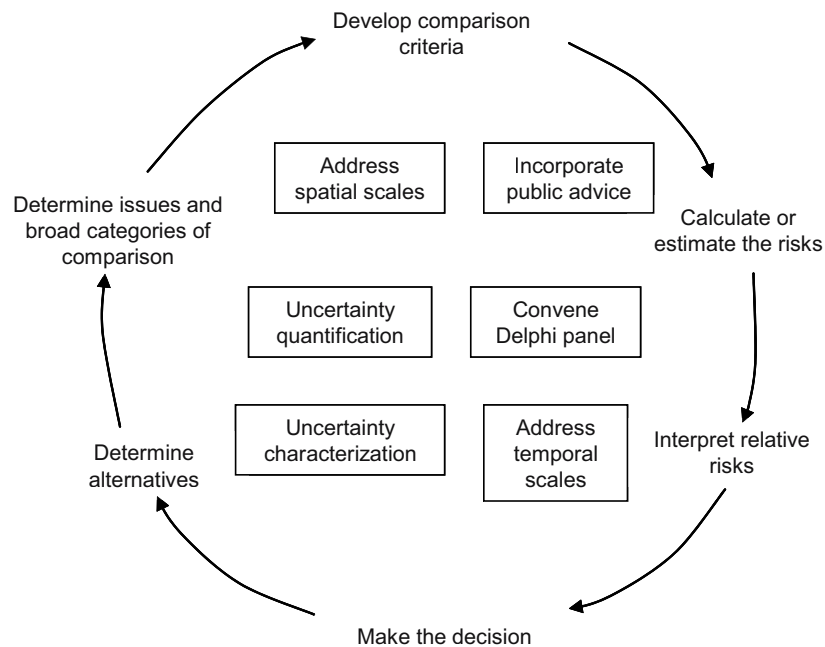 Develop comparison
criteria
Address
spatial scales
Incorporate
public advice
Determine issues and
broad categories of
comparison
Calculate or
estimate the risks
Uncertainty
quantification
Convene
Delphi panel
Uncertainty
characterization
Address
temporal
scales
Determine
alternatives
Interpret relative
risks
Make the decision